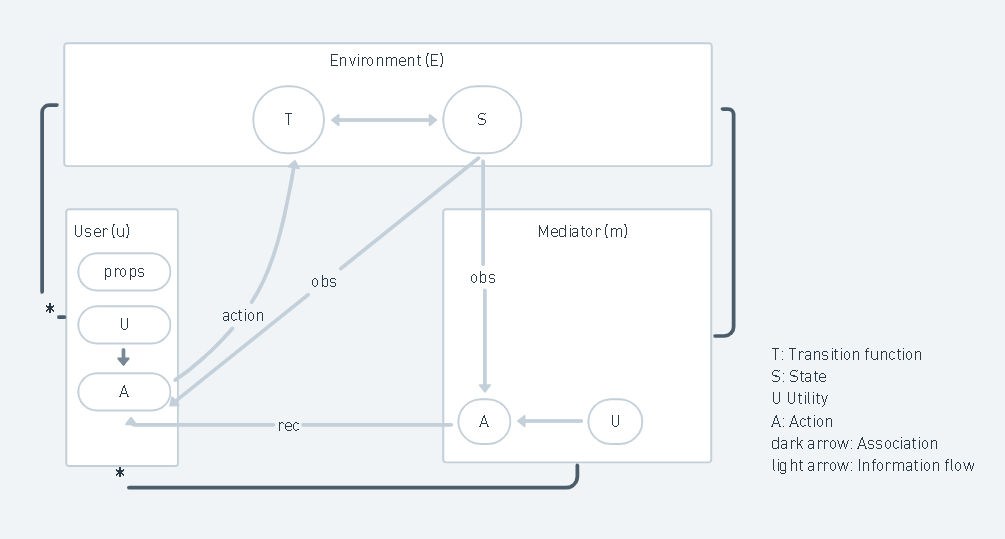 Environment (E)
T
S
User (u)
props
U
A
*
action
obs
Mediator (m)
obs
A
U
rec
*
T: Transition function
S: State
U Utility
A: Action
dark arrow: Association
light arrow: Information flow